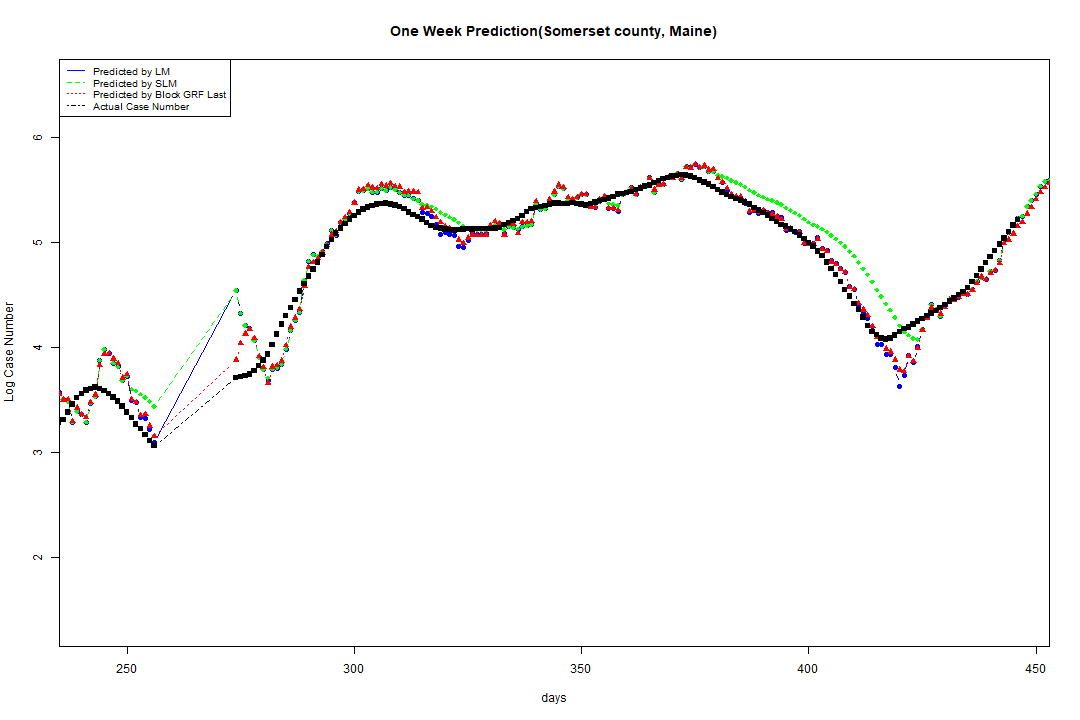 One Week Prediction(Somerset county, Maine)
Predicted by LM
Predicted by SLM
Predicted by Block GRF Last
Actual Case Number
6
5
4
3
2
Log Case Number
250 300 350 400 450
days